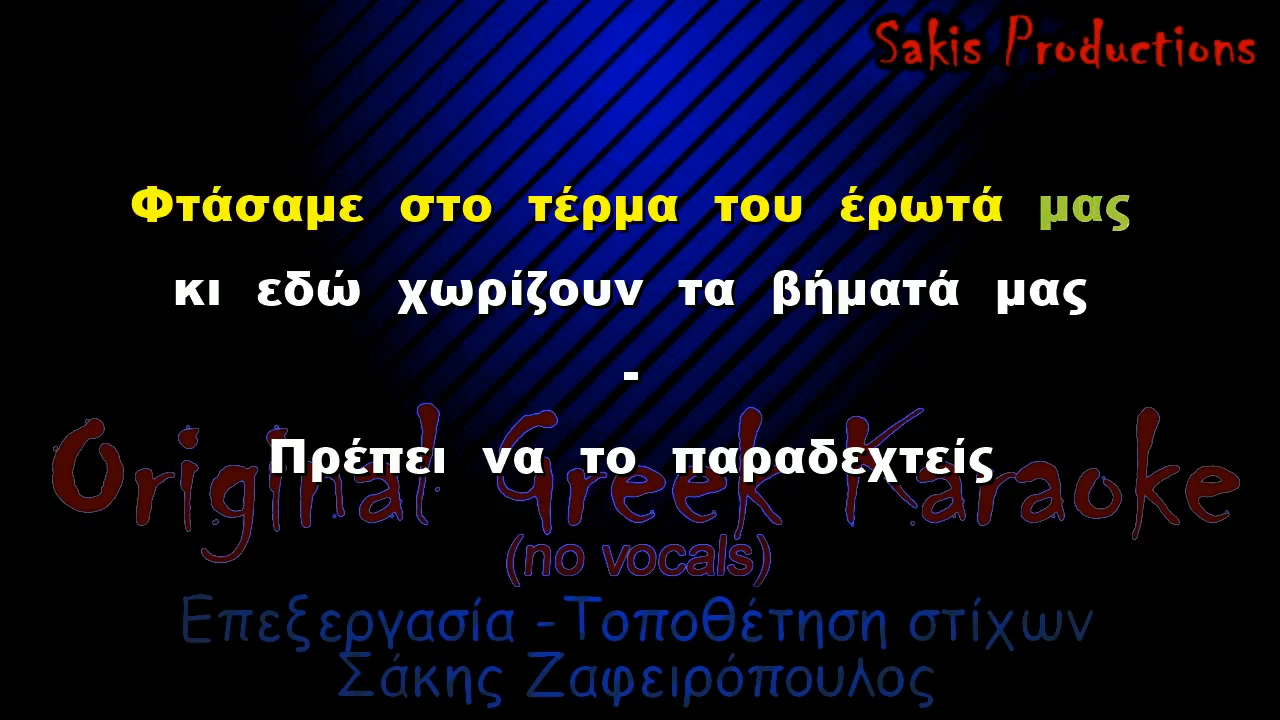 Sakis Productions
Φτάσαμε στο τέρμα του έρωτά μας
κι εδώ χωρίζουν τα βήματά μας
-
Πρέπει να το παραδεχτείς
Original Greek Karaoke
(no vocals)
Επεξεργασία - Τοποθέτηση στίχων
Σάκης Ζαφειρόπουλος